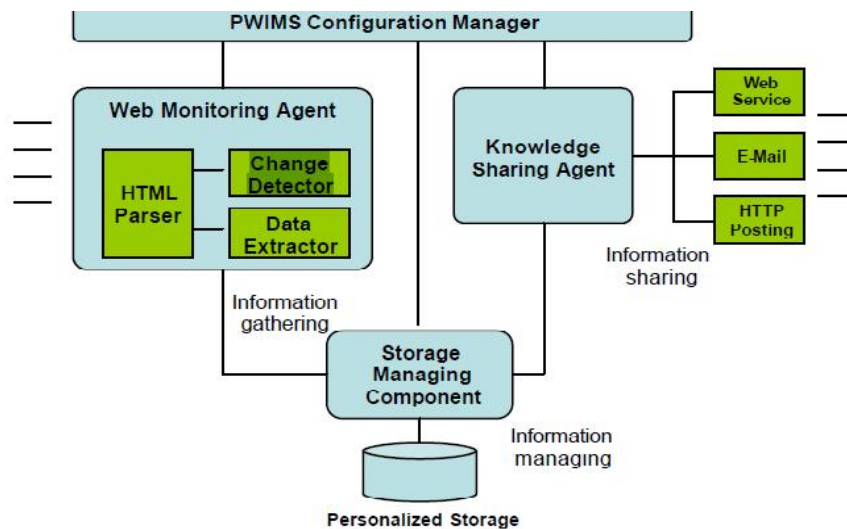 PWIMS Configuration Manager
Web Monitoring Agent
HTML
Parser
Change
Detector
Data
Extractor
Knowledge
Sharing Agent
Web
Service
E-Mail
HTTP
Posting
Information
sharing
Information
gathering
Storage
Managing
Component
Information
managing
Personalized Storage